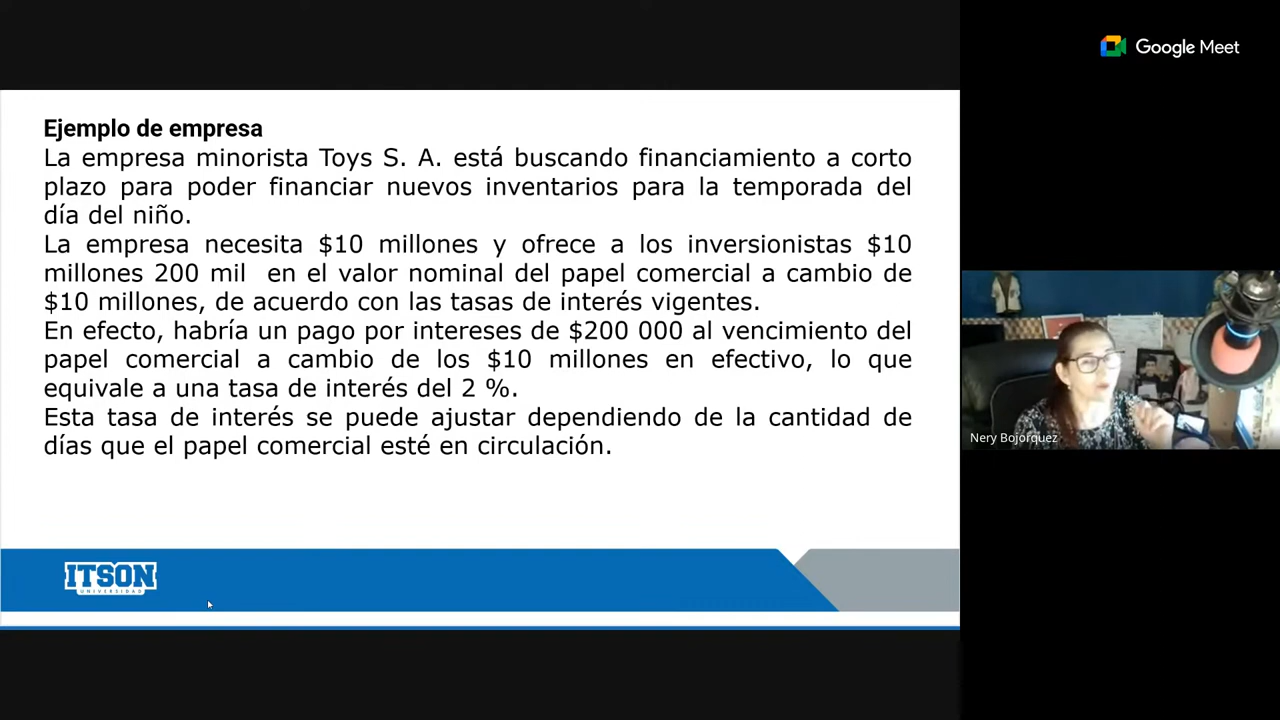 Google Meet
Ejemplo de empresa
La empresa minorista Toys S. A. está buscando financiamiento a corto
plazo para poder financiar nuevos inventarios para la temporada del
día del niño.
La empresa necesita $10 millones y ofrece a los inversionistas $10
millones 200 mil en el valor nominal del papel comercial a cambio de
$10 millones, de acuerdo con las tasas de interés vigentes.
En efecto, habría un pago por intereses de $200 000 al vencimiento del
papel comercial a cambio de los $10 millones en efectivo, lo que
equivale a una tasa de interés del 2 %.
Esta tasa de interés se puede ajustar dependiendo de la cantidad de
días que el papel comercial esté en circulación.
Nery Bojorquez
ITSON
UNIVERSIDAD